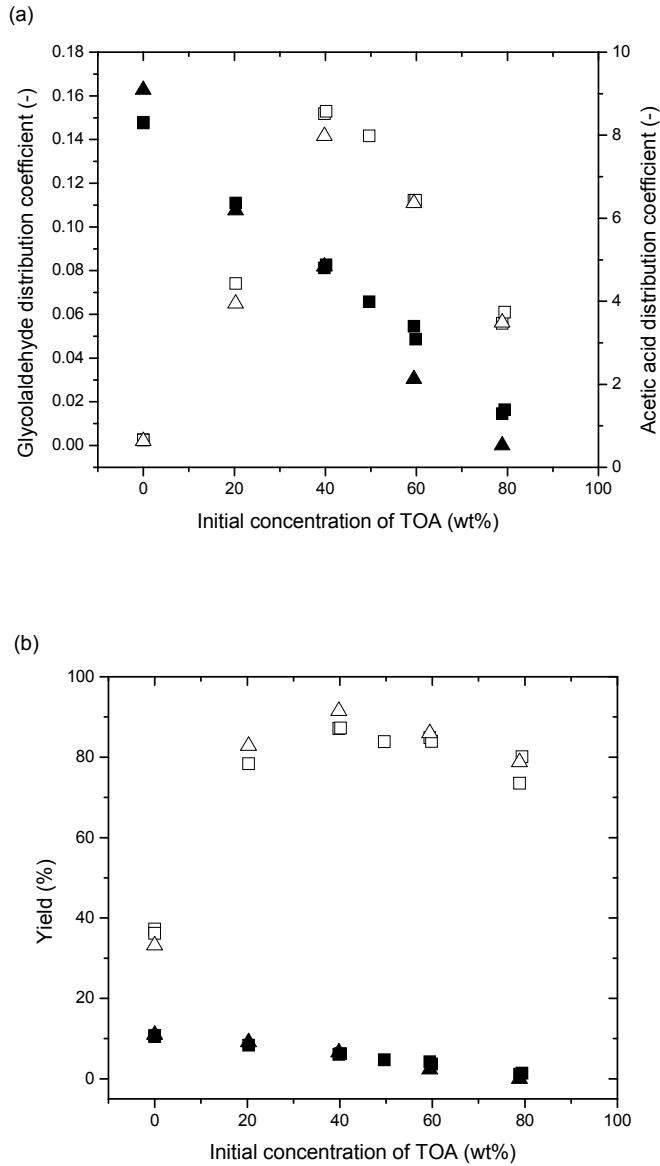 (a)
0.18
0.16
0.14
0.12
0.10
0.08
0.06
0.04
0.02
0.00
Glycolaldehyde distribution coefficient (-)
10
8
6
4
2
0
Acetic acid distribution coefficient (-)
0 20 40 60 80 100
Initial concentration of TOA (wt%)
(b)
100
80
60
40
20
0
Yield (%)
0 20 40 60 80 100
Initial concentration of TOA (wt%)